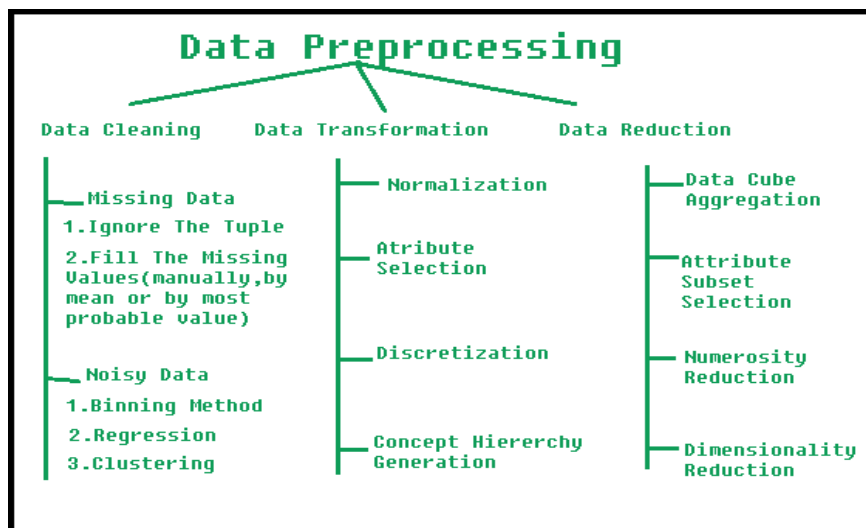 Data Preprocessing
Data Cleaning
Missing Data
1.Ignore The Tuple
2.Fill The Missing
Values(manually,by
mean or by most
probable value)
Noisy Data
1.Binning Method
2.Regression
3.Clustering
Data Transformation
Normalization
Atribute
Selection
Discretization
Concept Hiererchy
Generation
Data Reduction
Data Cube
Aggregation
Attribute
Subset
Selection
Numerosity
Reduction
Dimensionality
Reduction